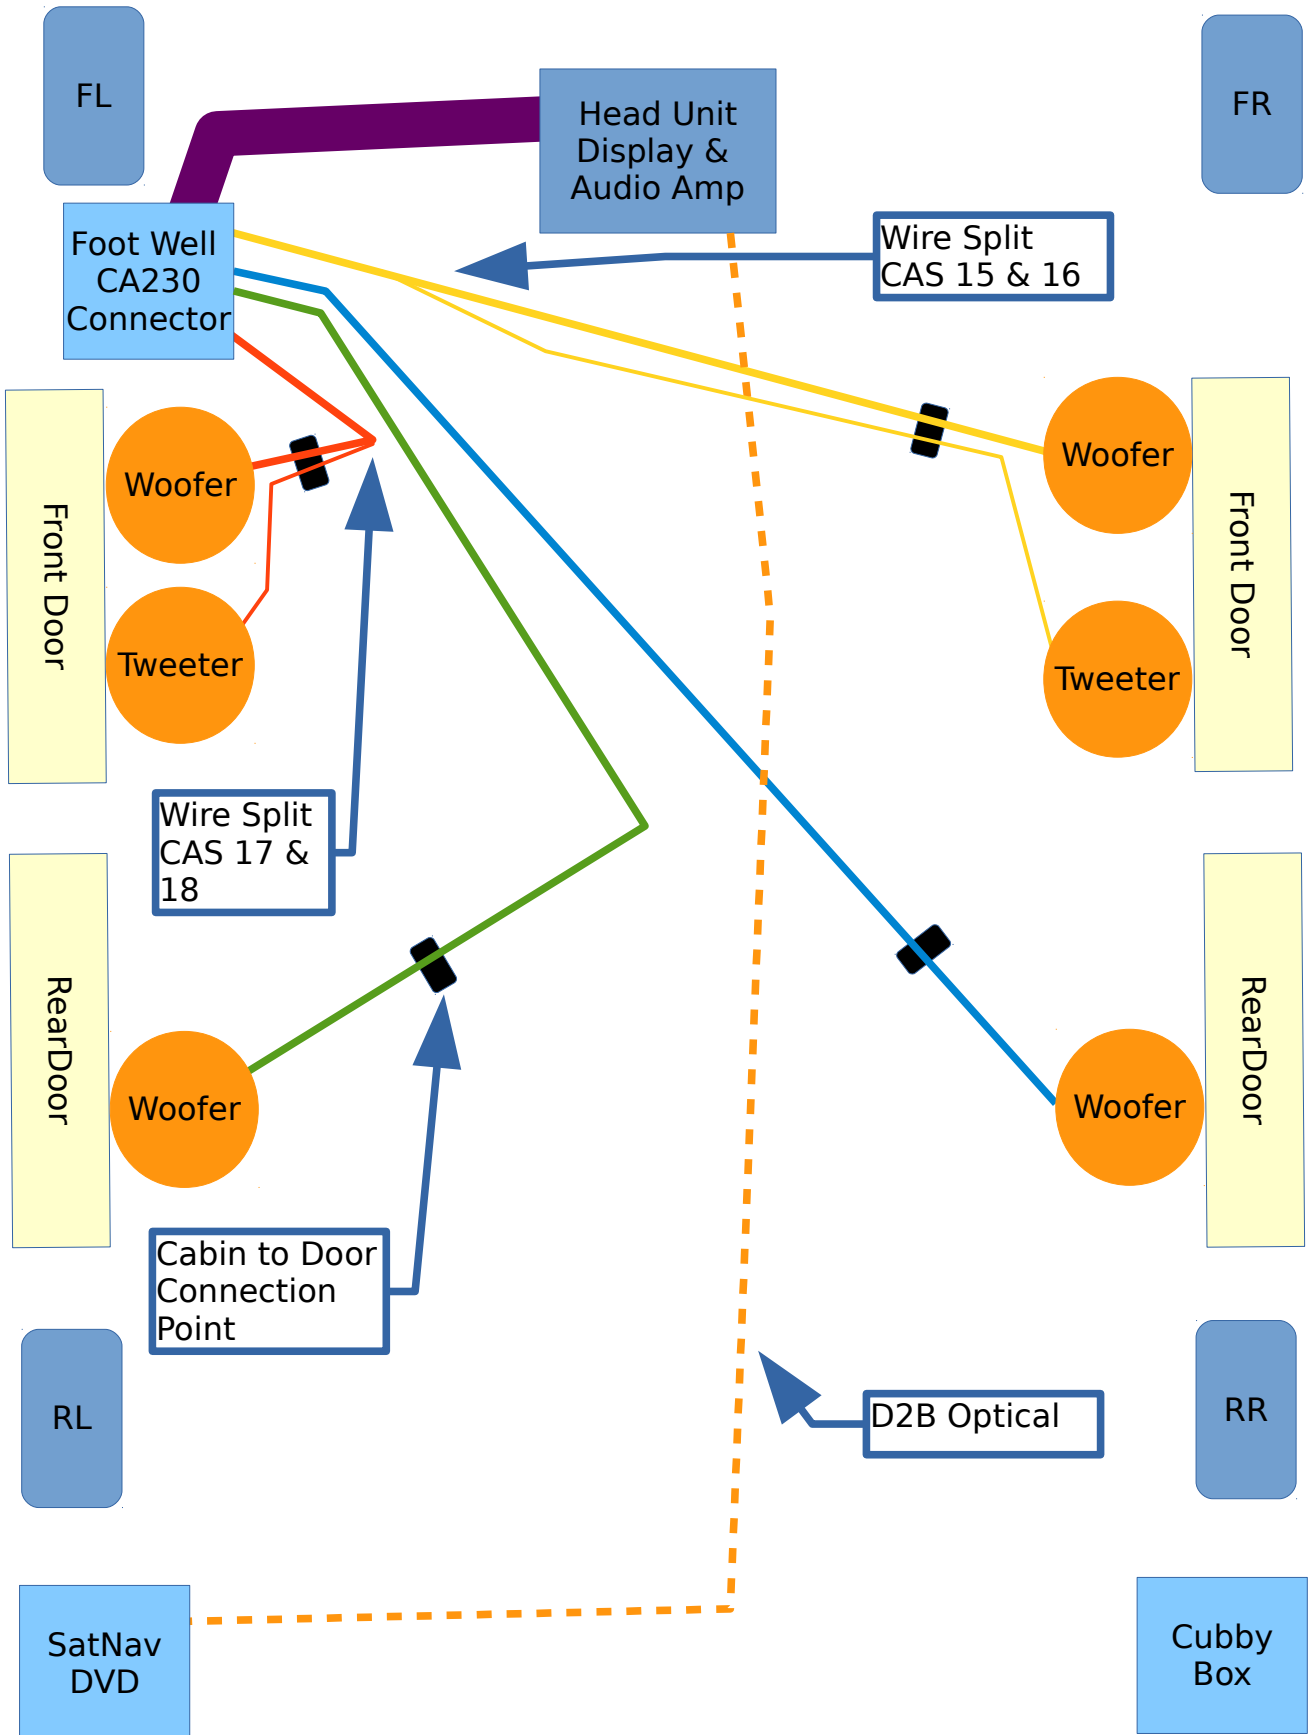 FL
Head Unit
Display &
Audio Amp
FR
Foot Well
CA230
Connector
Wire Split
CAS 15 & 16
Front Door
Woofer
Tweeter
Woofer
Tweeter
Front Door
Wire Split
CAS 17 &
18
RearDoor
Woofer
Woofer
RearDoor
Cabin to Door
Connection
Point
RL
D2B Optical
RR
SatNav
DVD
Cubby
Box